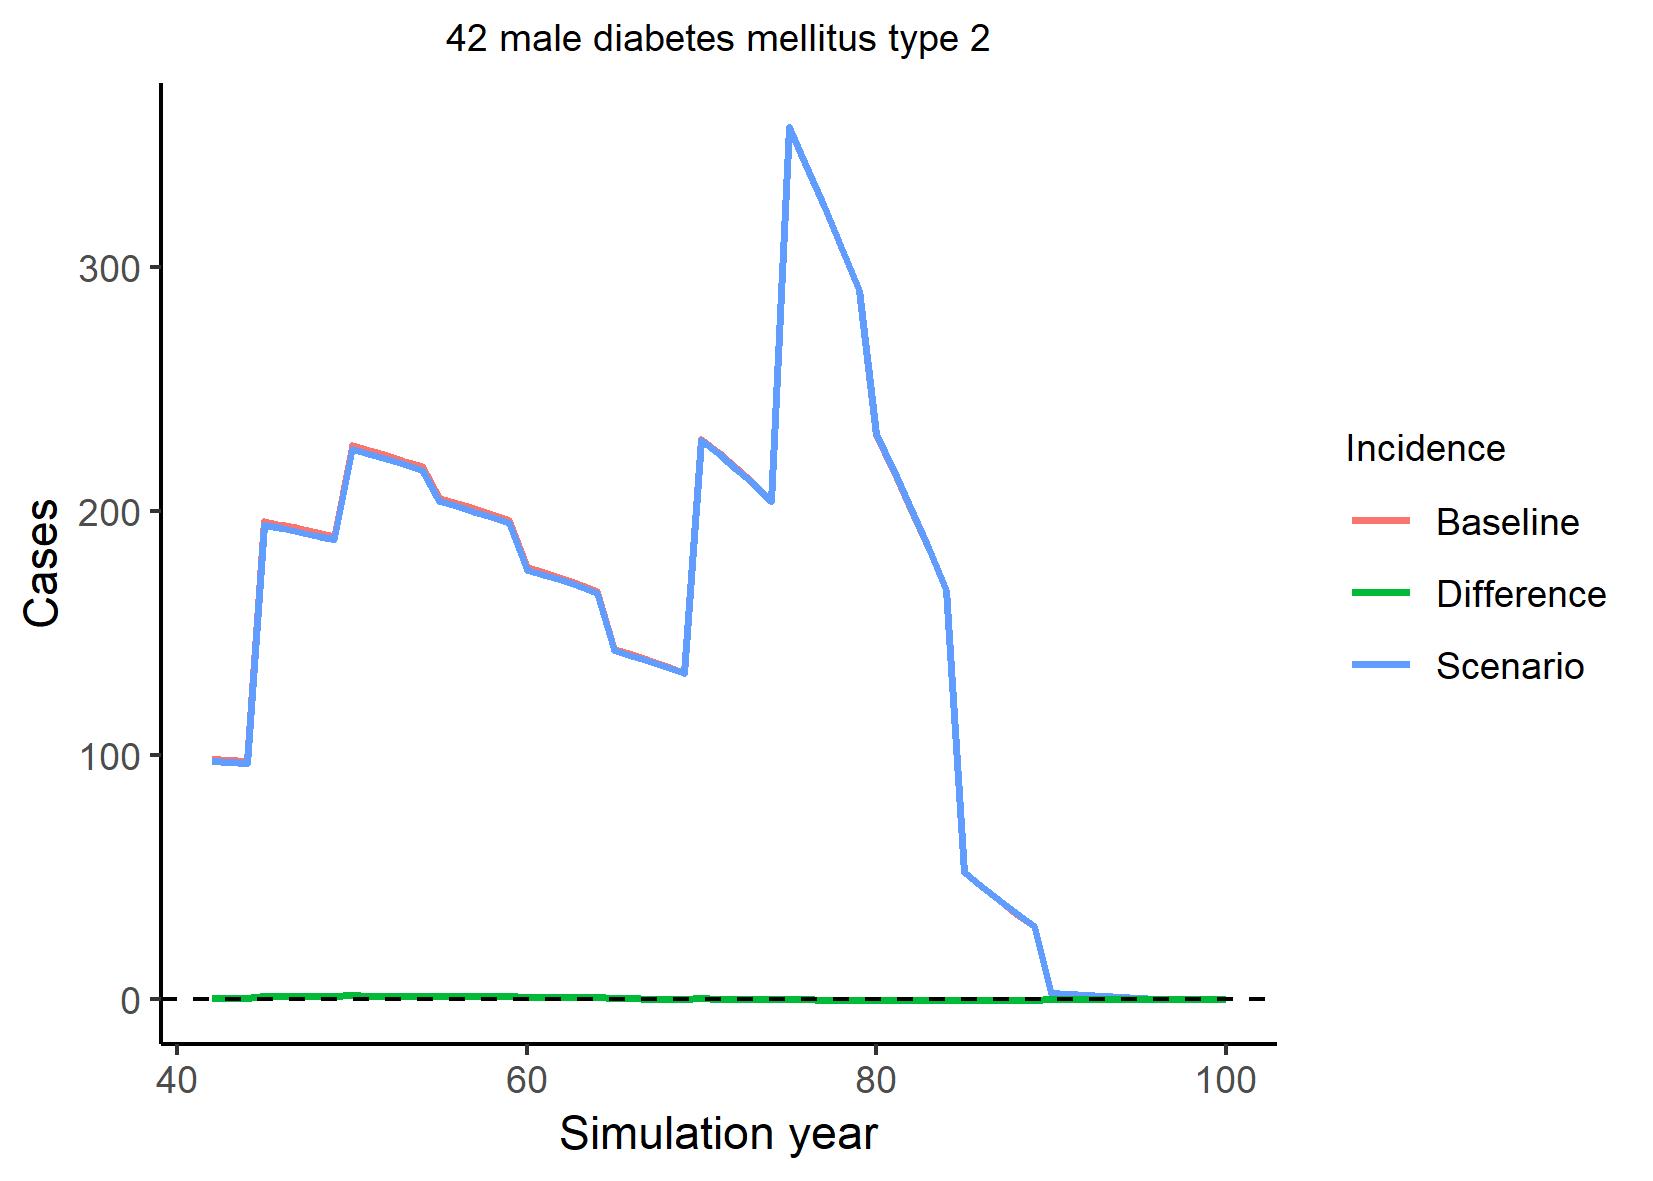 42 male diabetes mellitus type 2
Cases
300
200
100
0
40
60
80
100
Simulation year
Incidence
Baseline
Difference
Scenario